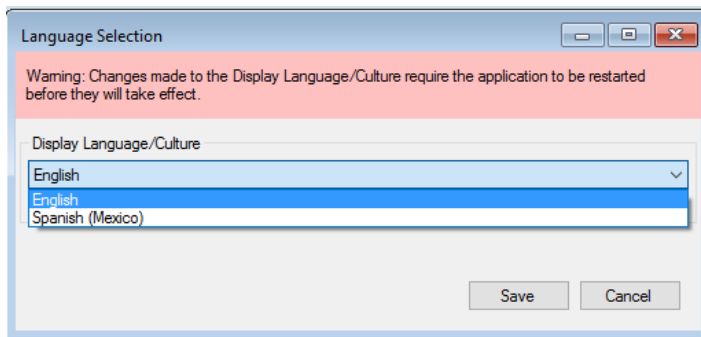 Language Selection
Warning: Changes made to the Display Language/Culture require the application to be restarted
before they will take effect.
Display Language/Culture
English
English
Spanish (Mexico)
Save Cancel